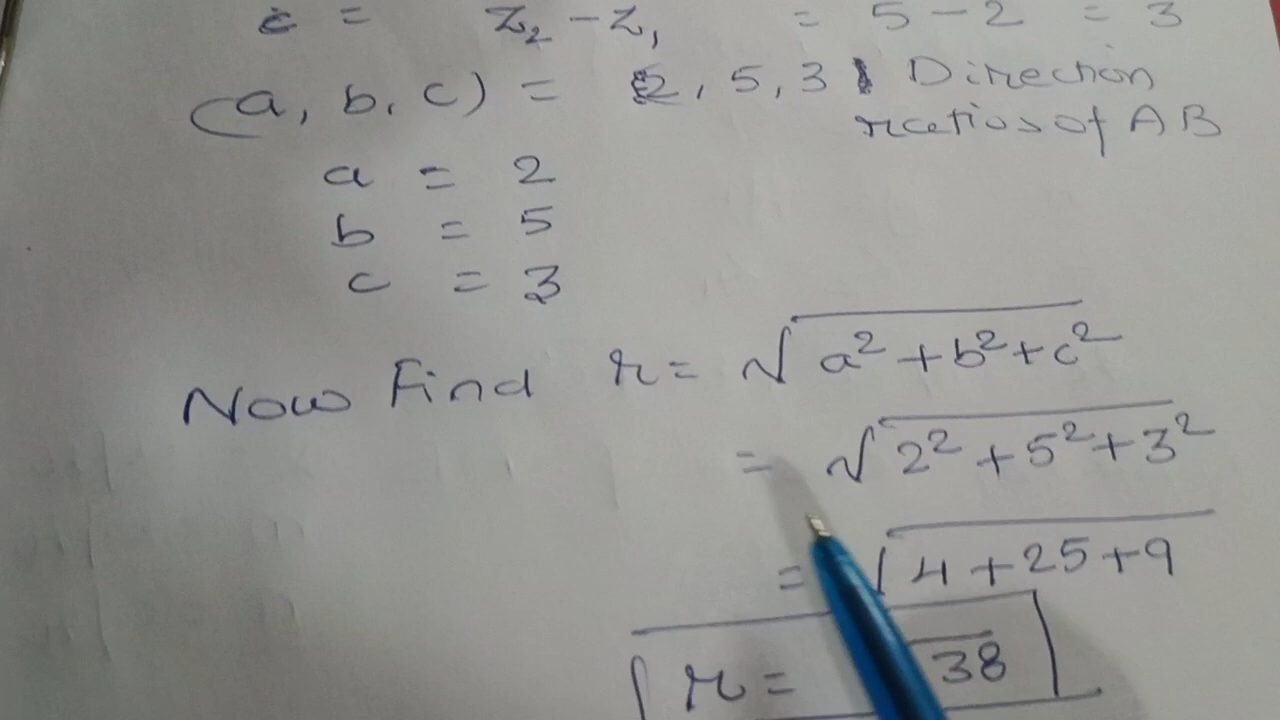 c = z₂ - z₁ = 5 - 2 = 3
(a, b, c) = 2, 5, 3 Direction
ratios of AB
a = 2
b = 5
c = 3
Now Find r = √a² + b² + c²
= √2² + 5² + 3²
= √4 + 25 + 9
r = 38